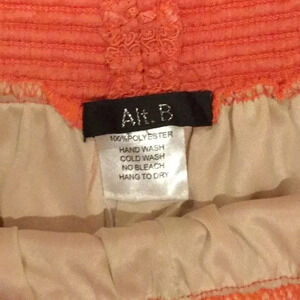 Alt. B
100% POLYESTER
HAND WASH
COLD WASH
NO BLEACH
HANG TO DRY